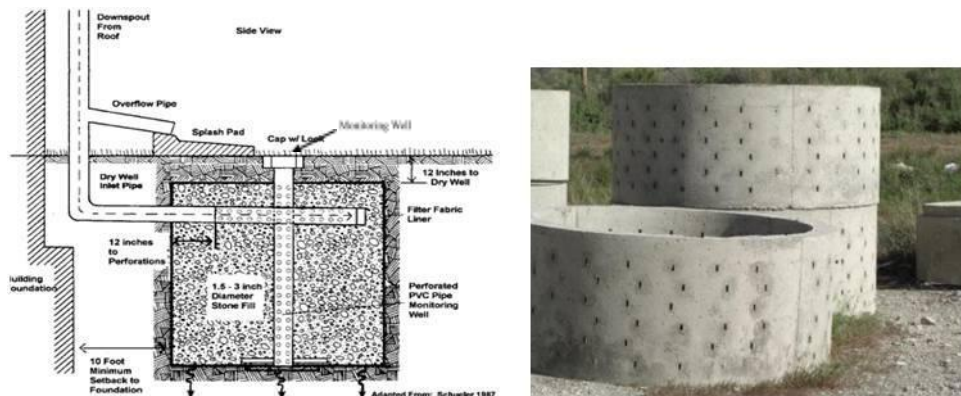 Downspout
From
Roof
Side View
Overflow Pipe
Splash Pad
Cap w/ Lock
Monitoring Well
Dry Well
Inlet Pipe
12 Inches to
Dry Well
Filter Fabric
Liner
12 inches
to
Perforations
1.5 - 3 inch
Diameter
Stone Fill
Building
Foundation
Perforated
PVC Pipe
Monitoring
Well
10 Foot
Minimum
Setback to
Foundation
Adapted From: Schueler 1987